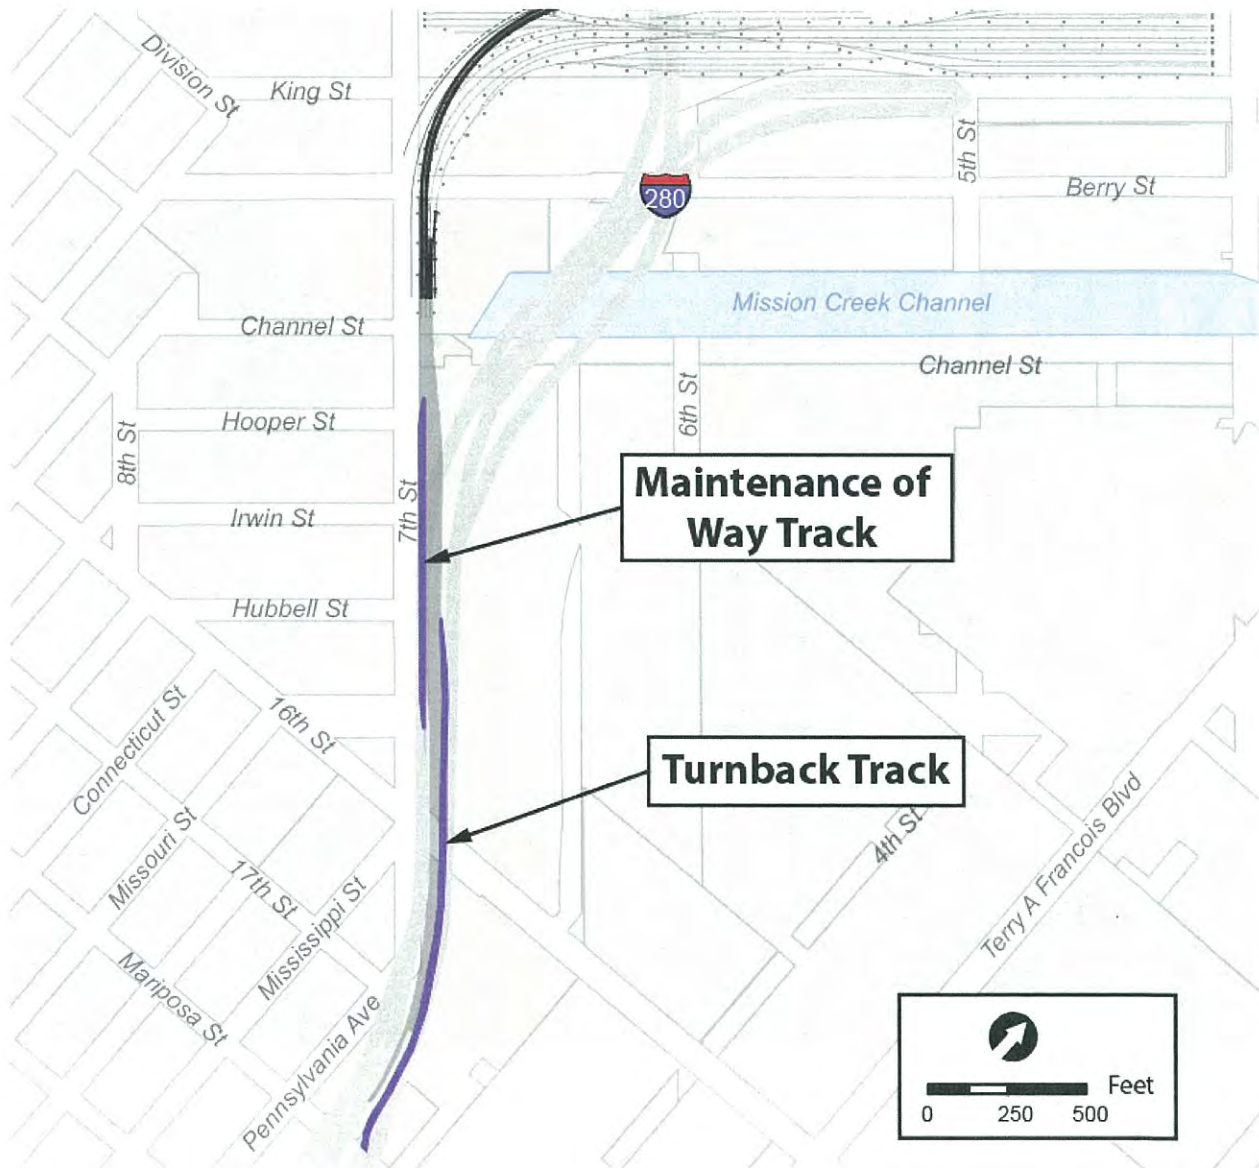 Division St
King St
5th St
Berry St
280
Mission Creek Channel
Channel St
Channel St
6th St
Hooper St
8th St
7th St
Irwin St
Maintenance of
Way Track
Hubbell St
16th St
Connecticut St
Turnback Track
Missouri St
17th St
Mississippi St
4th St
Terry A Francois Blvd
Mariposa St
Pennsylvania Ave
Feet
0 250 500